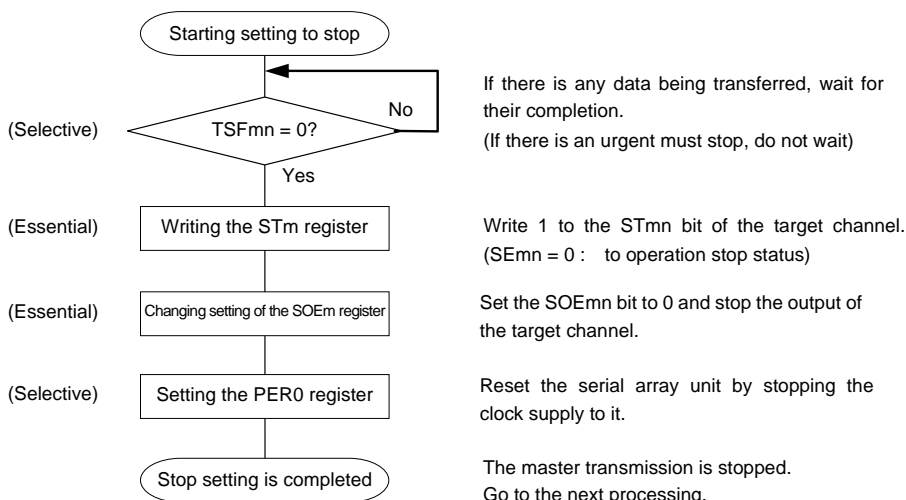 Starting setting to stop
If there is any data being transferred, wait for
their completion.
(If there is an urgent must stop, do not wait)
No
(Selective)
TSFmn = 0?
Yes
(Essential)
Writing the STm register
Write 1 to the STmn bit of the target channel.
(SEmn = 0 : to operation stop status)
(Essential)
Changing setting of the SOEm register
Set the SOEmn bit to 0 and stop the output of
the target channel.
(Selective)
Setting the PER0 register
Reset the serial array unit by stopping the
clock supply to it.
Stop setting is completed
The master transmission is stopped.
Go to the next processing.